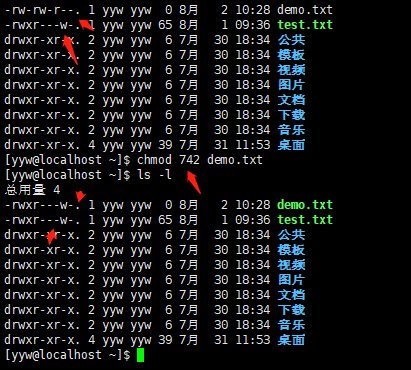 -rw-rw-r--. 1 yyw yyw  0 8月   2 10:28 demo.txt
-rwxr---w-. 1 yyw yyw 65 8月   1 09:36 test.txt
drwxr-xr-x. 2 yyw yyw  6 7月  30 18:34 公共
drwxr-xr-x. 2 yyw yyw  6 7月  30 18:34 模板
drwxr-xr-x. 2 yyw yyw  6 7月  30 18:34 视频
drwxr-xr-x. 2 yyw yyw  6 7月  30 18:34 图片
drwxr-xr-x. 2 yyw yyw  6 7月  30 18:34 文档
drwxr-xr-x. 2 yyw yyw  6 7月  30 18:34 下载
drwxr-xr-x. 2 yyw yyw  6 7月  30 18:34 音乐
drwxr-xr-x. 4 yyw yyw 39 7月  31 11:53 桌面
[yyw@localhost ~]$ chmod 742 demo.txt
[yyw@localhost ~]$ ls -l
总用量 4
-rwxr---w-. 1 yyw yyw  0 8月   2 10:28 demo.txt
-rwxr---w-. 1 yyw yyw 65 8月   1 09:36 test.txt
drwxr-xr-x. 2 yyw yyw  6 7月  30 18:34 公共
drwxr-xr-x. 2 yyw yyw  6 7月  30 18:34 模板
drwxr-xr-x. 2 yyw yyw  6 7月  30 18:34 视频
drwxr-xr-x. 2 yyw yyw  6 7月  30 18:34 图片
drwxr-xr-x. 2 yyw yyw  6 7月  30 18:34 文档
drwxr-xr-x. 2 yyw yyw  6 7月  30 18:34 下载
drwxr-xr-x. 2 yyw yyw  6 7月  30 18:34 音乐
drwxr-xr-x. 4 yyw yyw 39 7月  31 11:53 桌面
[yyw@localhost ~]$